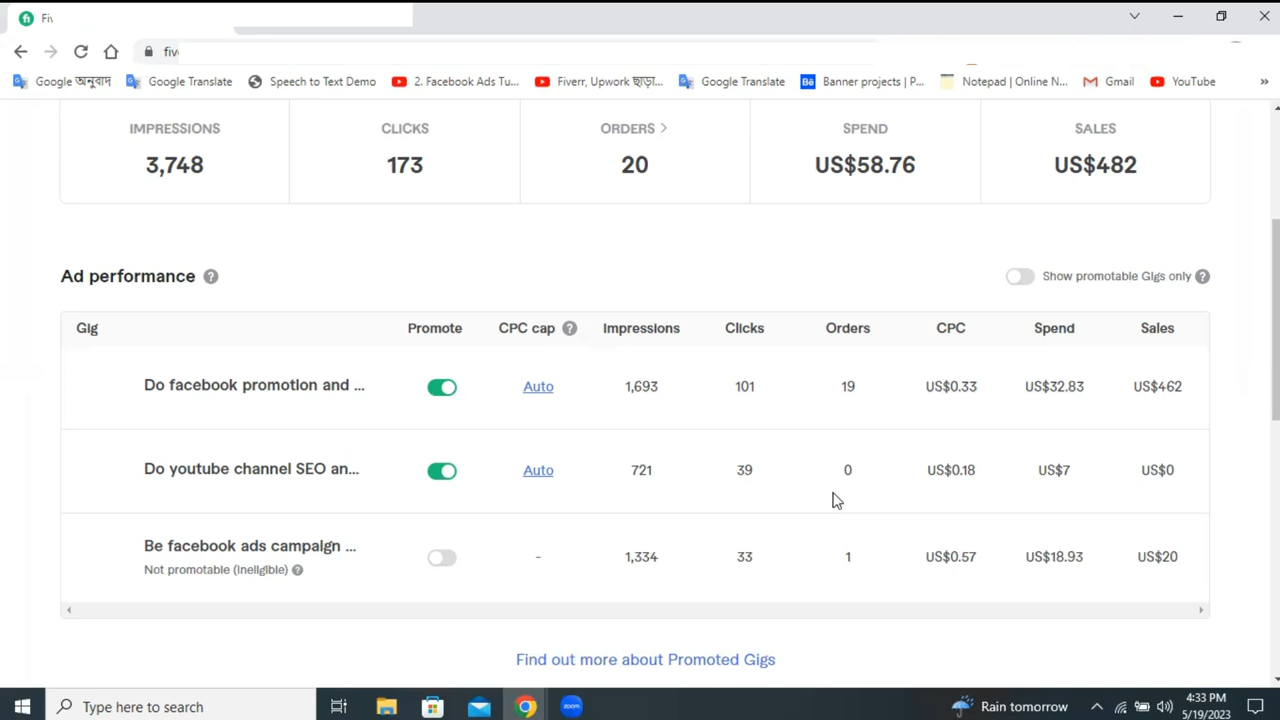 Fiv
five
Google অনুবাদ Google Translate Speech to Text Demo 2. Facebook Ads Tu... Fiverr, Upwork ছাড়া... Google Translate Bē Banner projects | P... Notepad | Online N... Gmail YouTube »
IMPRESSIONS CLICKS ORDERS > SPEND SALES
3,748 173 20 US$58.76 US$482
Ad performance ? Show promotable Gigs only ?
Gig Promote CPC cap ? Impressions Clicks Orders CPC Spend Sales
Do facebook promotion and ... Auto 1,693 101 19 US$0.33 US$32.83 US$462
Do youtube channel SEO an... Auto 721 39 0 US$0.18 US$7 US$0
Be facebook ads campaign ... - 1,334 33 1 US$0.57 US$18.93 US$20
Not promotable (ineligible) ?
Find out more about Promoted Gigs
Type here to search zoom Rain tomorrow 4:33 PM
5/19/2023